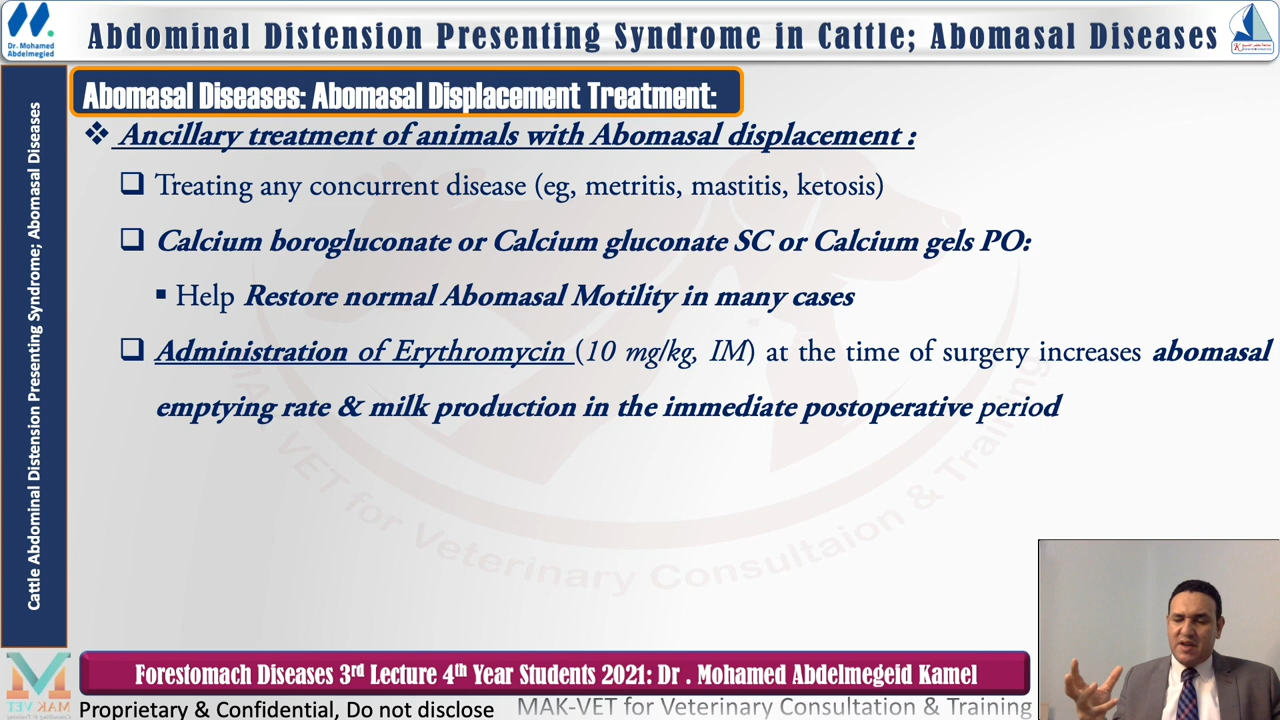 Dr. Mohamed
Abdelmegied
Abdominal Distension Presenting Syndrome in Cattle; Abomasal Diseases
Cattle Abdominal Distension Presenting Syndrome; Abomasal Diseases
Abomasal Diseases: Abomasal Displacement Treatment:
❖ Ancillary treatment of animals with Abomasal displacement :
❑ Treating any concurrent disease (eg, metritis, mastitis, ketosis)
❑ Calcium borogluconate or Calcium gluconate SC or Calcium gels PO:
▪ Help Restore normal Abomasal Motility in many cases
❑ Administration of Erythromycin (10 mg/kg, IM) at the time of surgery increases abomasal
emptying rate & milk production in the immediate postoperative period
MAK-VET for Veterinary Consultaion & Training
Forestomach Diseases 3rd Lecture 4th Year Students 2021: Dr . Mohamed Abdelmegeid Kamel
MAK VET
Proprietary & Confidential, Do not disclose
MAK-VET for Veterinary Consultation & Training